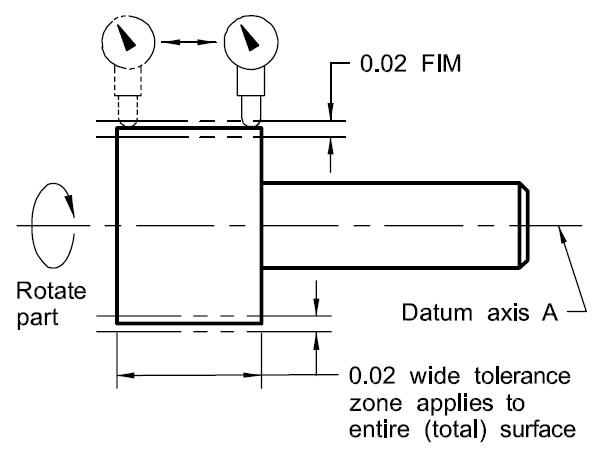 0.02 FIM
Rotate
part
Datum axis A
0.02 wide tolerance
zone applies to
entire (total) surface